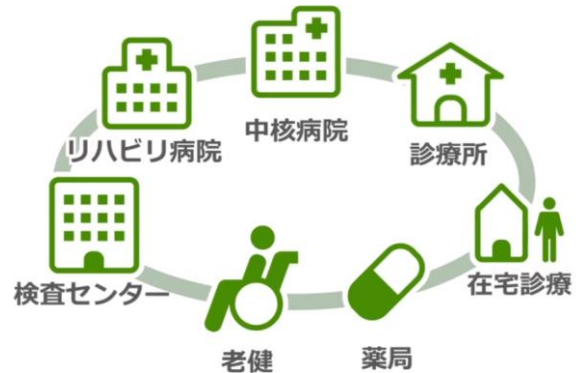 中核病院
リハビリ病院
診療所
検査センター
在宅診療
老健
薬局